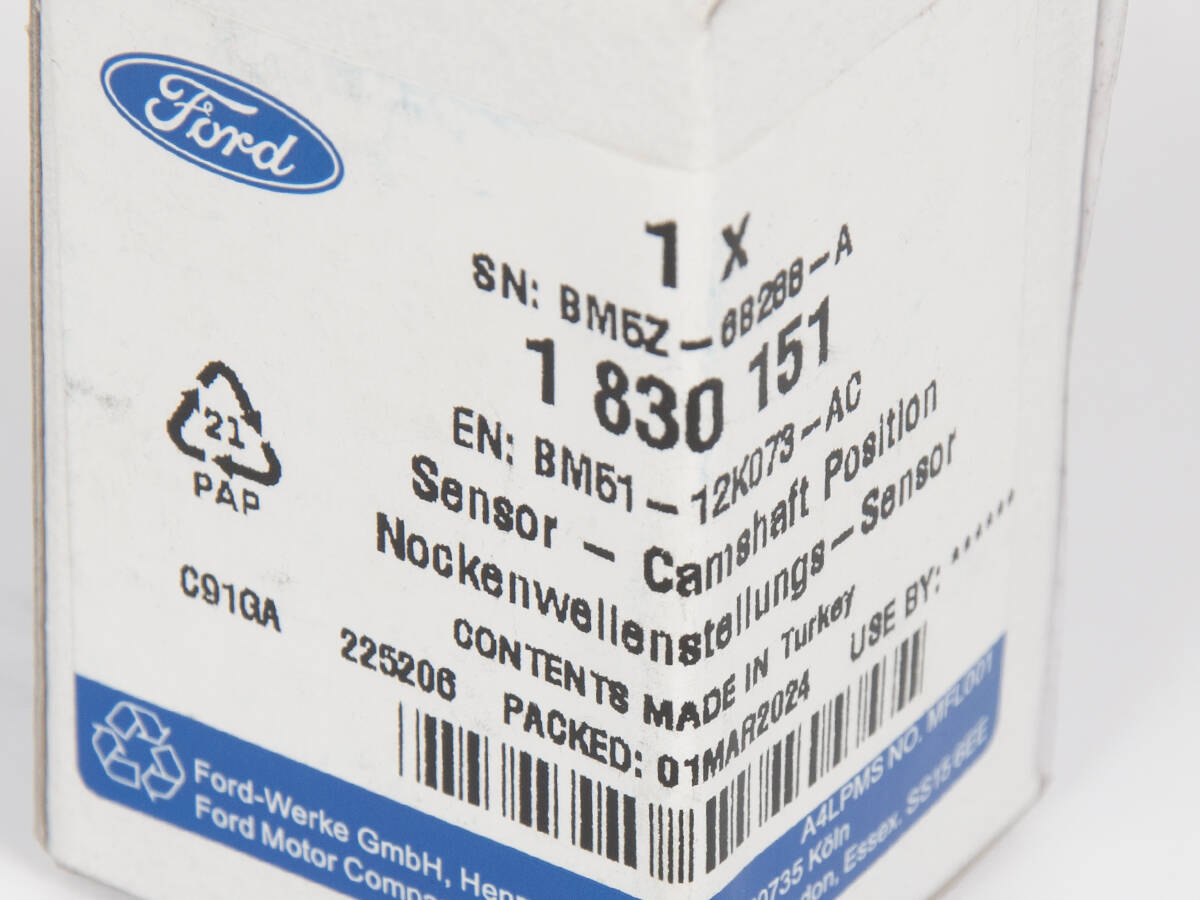 Ford
1 X
SN: BM5Z-6B288-A
1 830 151
EN: BM51-12K073-AC
Sensor - Camshaft Position
Nockenwellenstellungs-Sensor
21
PAP
CONTENTS MADE IN Turkey
C91GA 225206 PACKED: 01MAR2024 USE BY: ******
A4LPMS NO. MFL001
Ford-Werke GmbH, 0735 Köln
Ford Motor Essex, SS15 6EE